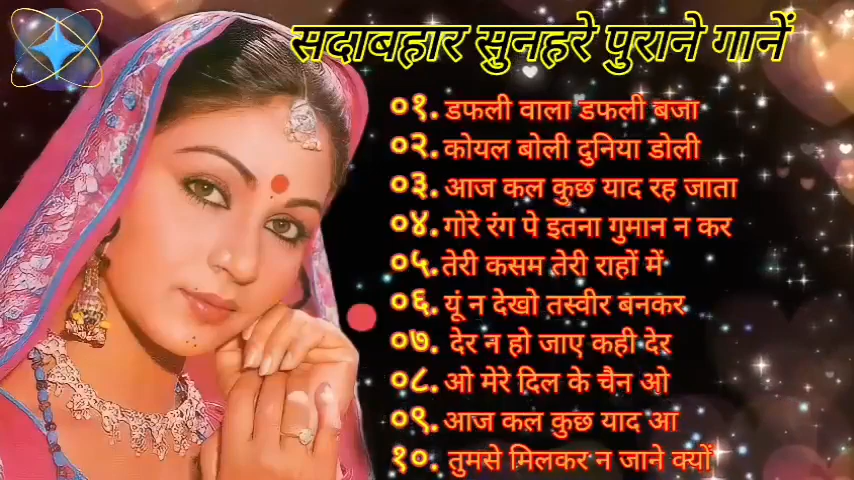 सदाबहार सुनहरे पुराने गानें
०१. डफली वाला डफली बजा
०२. कोयल बोली दुनिया डोली
०३. आज कल कुछ याद रह जाता
०४. गोरे रंग पे इतना गुमान न कर
०५. तेरी कसम तेरी राहों में
०६. यूं न देखो तस्वीर बनकर
०७. देर न हो जाए कही देर
०८. ओ मेरे दिल के चैन ओ
०९. आज कल कुछ याद आ
१०. तुमसे मिलकर न जाने क्यों